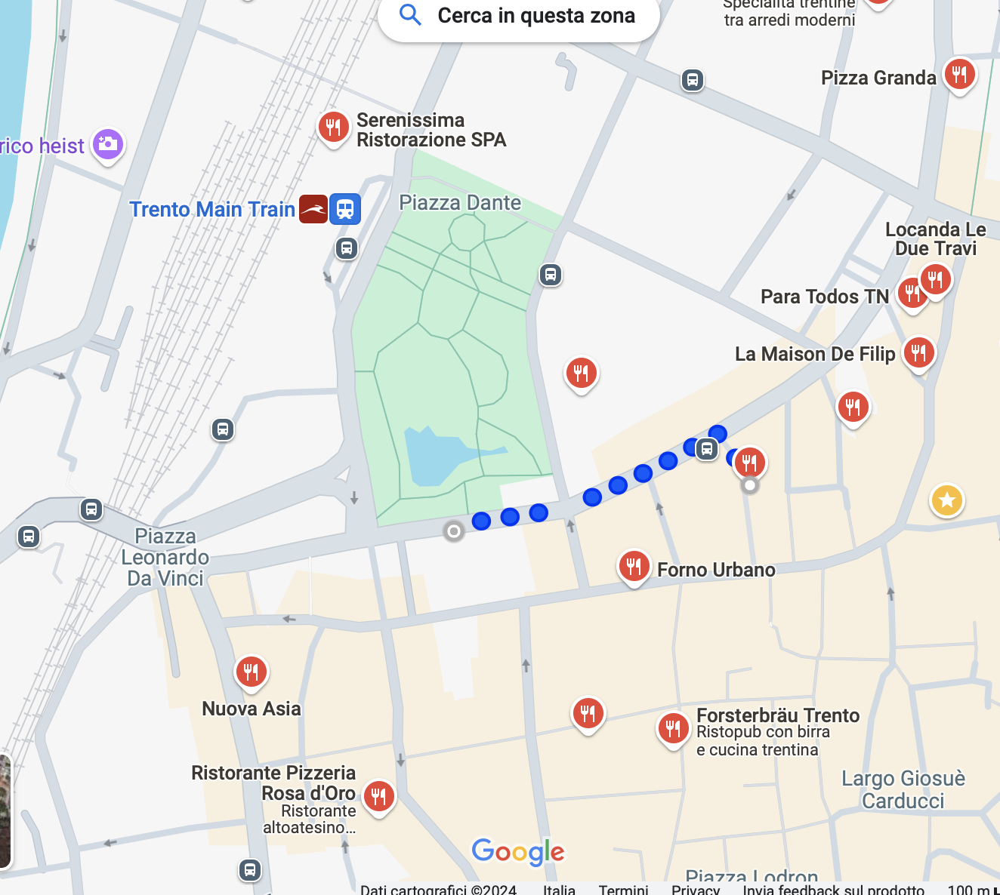 Cerca in questa zona
Specialità trentine
tra arredi moderni
Pizza Granda
Serenissima
Ristorazione SPA
rico heist
Trento Main Train
Piazza Dante
Locanda Le
Due Travi
Para Todos TN
La Maison De Filip
Piazza
Leonardo
Da Vinci
Forno Urbano
Nuova Asia
Forsterbräu Trento
Ristopub con birra
e cucina trentina
Ristorante Pizzeria
Rosa d'Oro
Ristorante
altoatesino...
Largo Giosuè
Carducci
Google
Piazza Lodron
Dati cartografici ©2024 Italia Termini Privacy Invia feedback sul prodotto 100 m